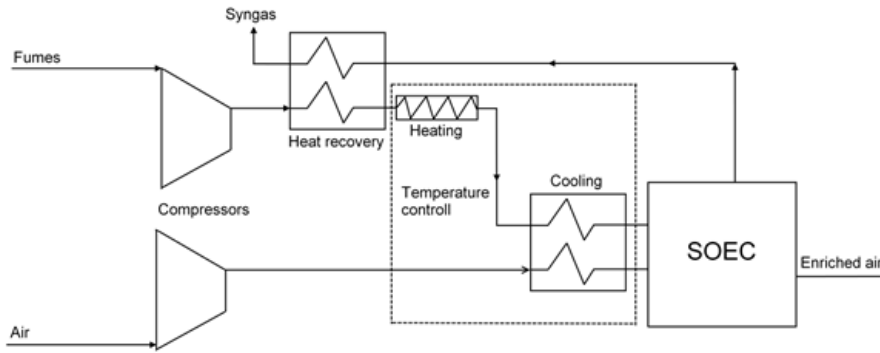 Syngas
Fumes
Heat recovery
Heating
Compressors
Temperature
controll
Cooling
SOEC
Enriched air
Air